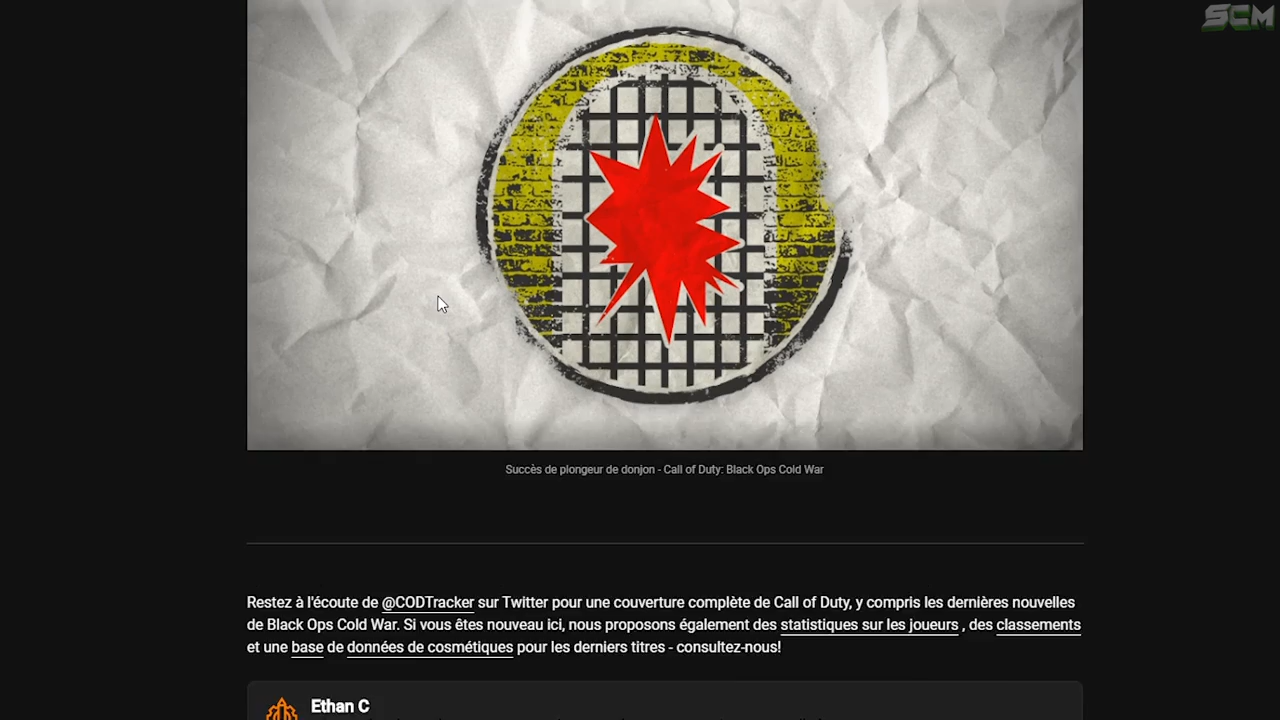 SCM
Succès de plongeur de donjon - Call of Duty: Black Ops Cold War
Restez à l'écoute de @CODTracker sur Twitter pour une couverture complète de Call of Duty, y compris les dernières nouvelles
de Black Ops Cold War. Si vous êtes nouveau ici, nous proposons également des statistiques sur les joueurs , des classements
et une base de données de cosmétiques pour les derniers titres - consultez-nous!
Ethan C